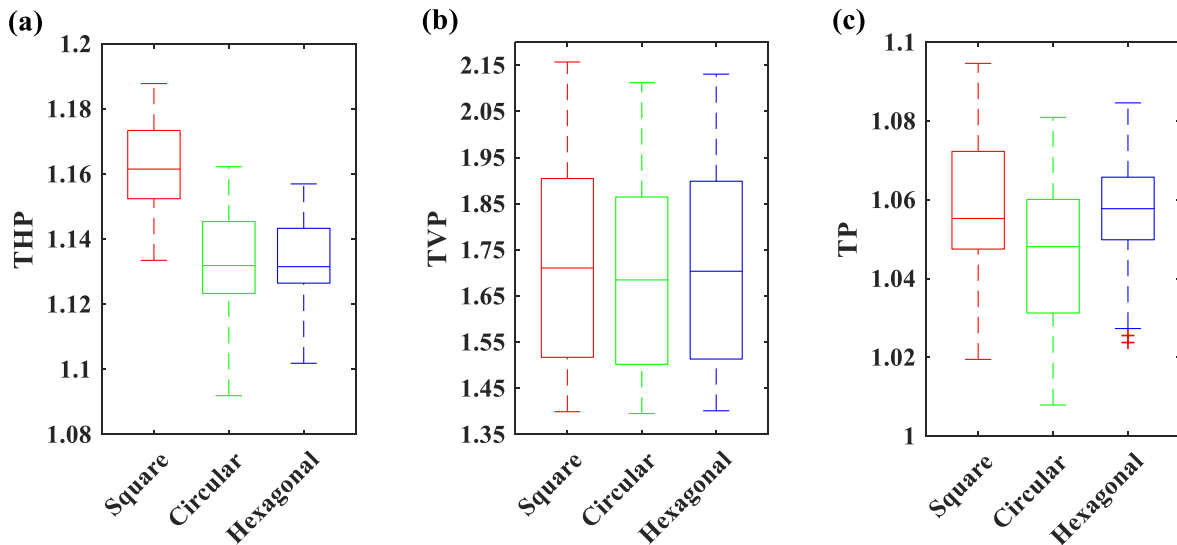 (a)
1.2
1.18
1.16
1.14
1.12
1.1
1.08
THP
Square
Circular
Hexagonal
(b)
2.15
2.05
1.95
1.85
1.75
1.65
1.55
1.45
1.35
TVP
Square
Circular
Hexagonal
(c)
1.1
1.08
1.06
1.04
1.02
1
TP
Square
Circular
Hexagonal